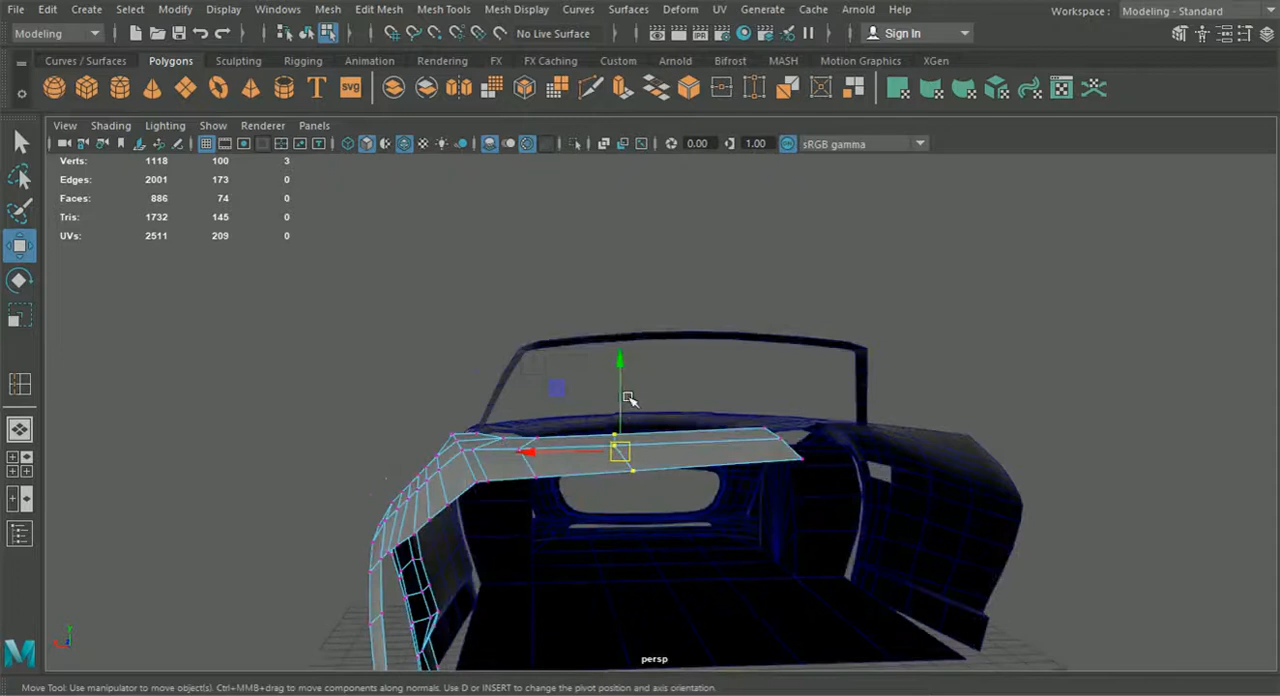 File Edit Create Select Modify Display Windows Mesh Edit Mesh Mesh Tools Mesh Display Curves Surfaces Deform UV Generate Cache Arnold Help Workspace : Modeling - Standard
Modeling No Live Surface Sign In
Curves / Surfaces Polygons Sculpting Rigging Animation Rendering FX FX Caching Custom Arnold Bifrost MASH Motion Graphics XGen
T SVG
View Shading Lighting Show Renderer Panels
0.00 1.00 sRGB gamma
Verts: 1118 100 3
Edges: 2001 173 0
Faces: 886 74 0
Tris: 1732 145 0
UVs: 2511 209 0
persp
M
Move Tool: Use manipulator to move object(s). Ctrl+MMB+drag to move components along normals. Use D or INSERT to change the pivot position and axis orientation.